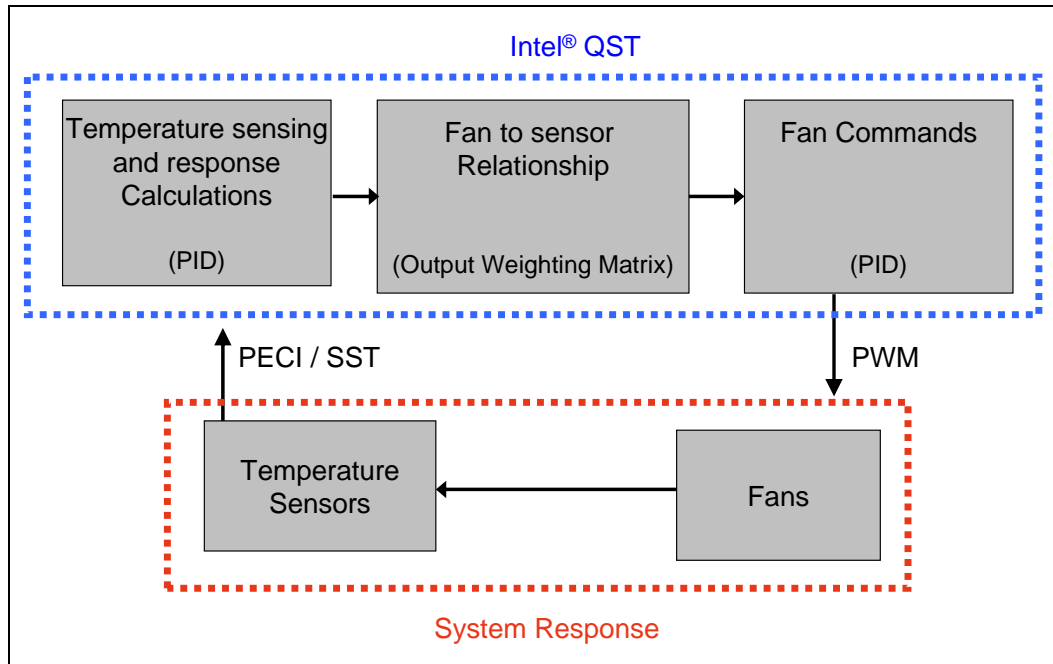 Intel® QST
Temperature sensing
and response
Calculations
(PID)
Fan to sensor
Relationship
(Output Weighting Matrix)
Fan Commands
(PID)
PECI / SST
PWM
Temperature
Sensors
Fans
System Response